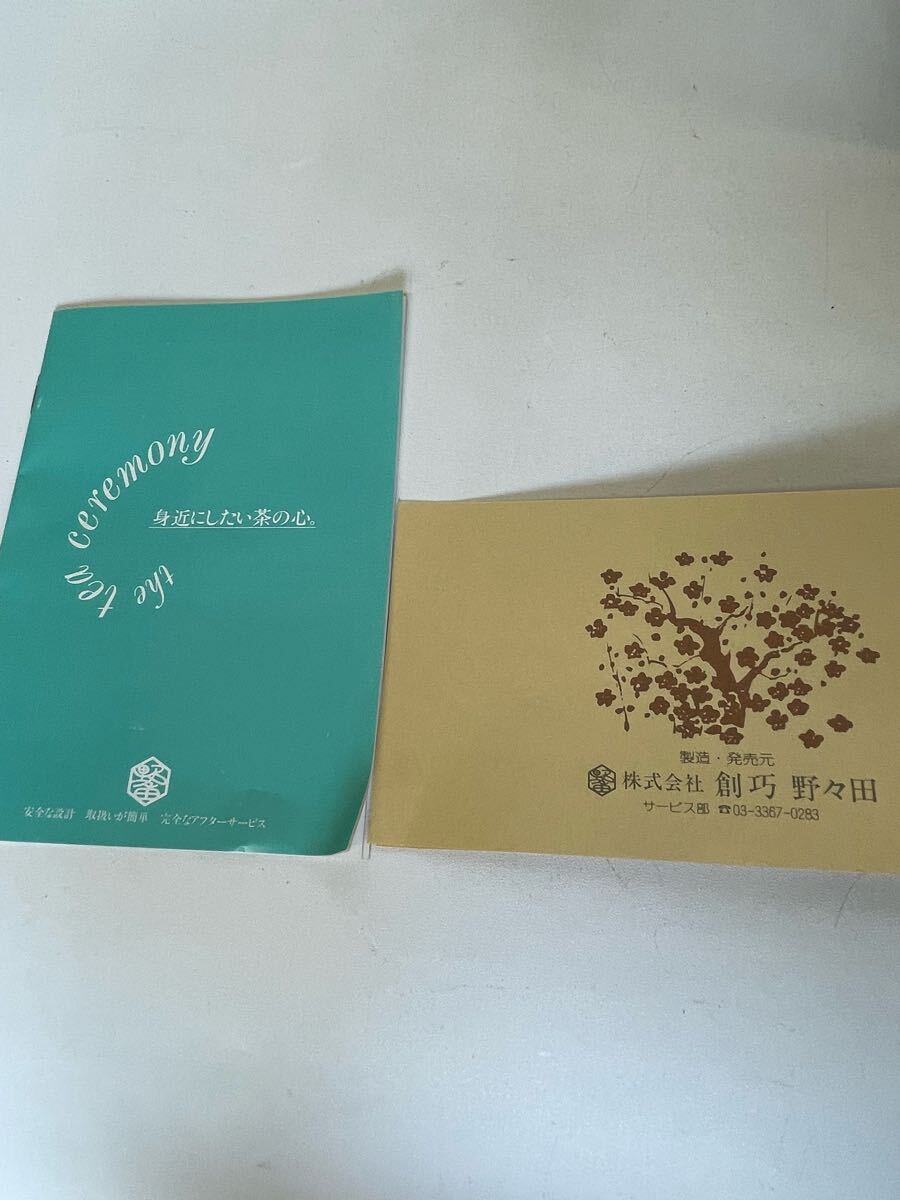 the tea ceremony
身近にしたい茶の心。
安全な設計 取扱いが簡単 完全なアフターサービス
製造・発売元
株式会社 創巧 野々田
サービス部 ☎03-3367-0283